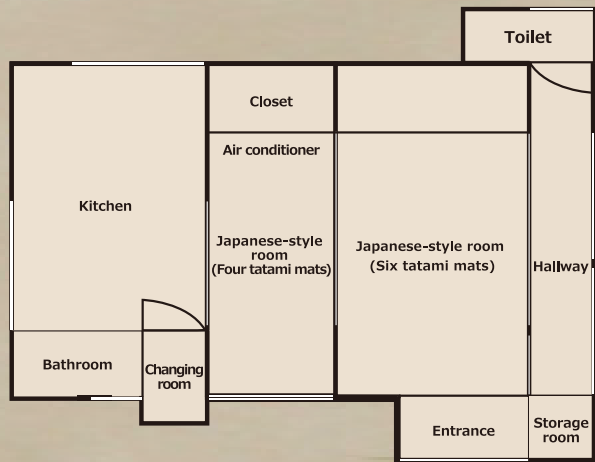 Toilet
Closet
Air conditioner
Kitchen
Japanese-style
room
(Four tatami mats)
Japanese-style room
(Six tatami mats)
Hallway
Bathroom
Changing
room
Entrance
Storage
room